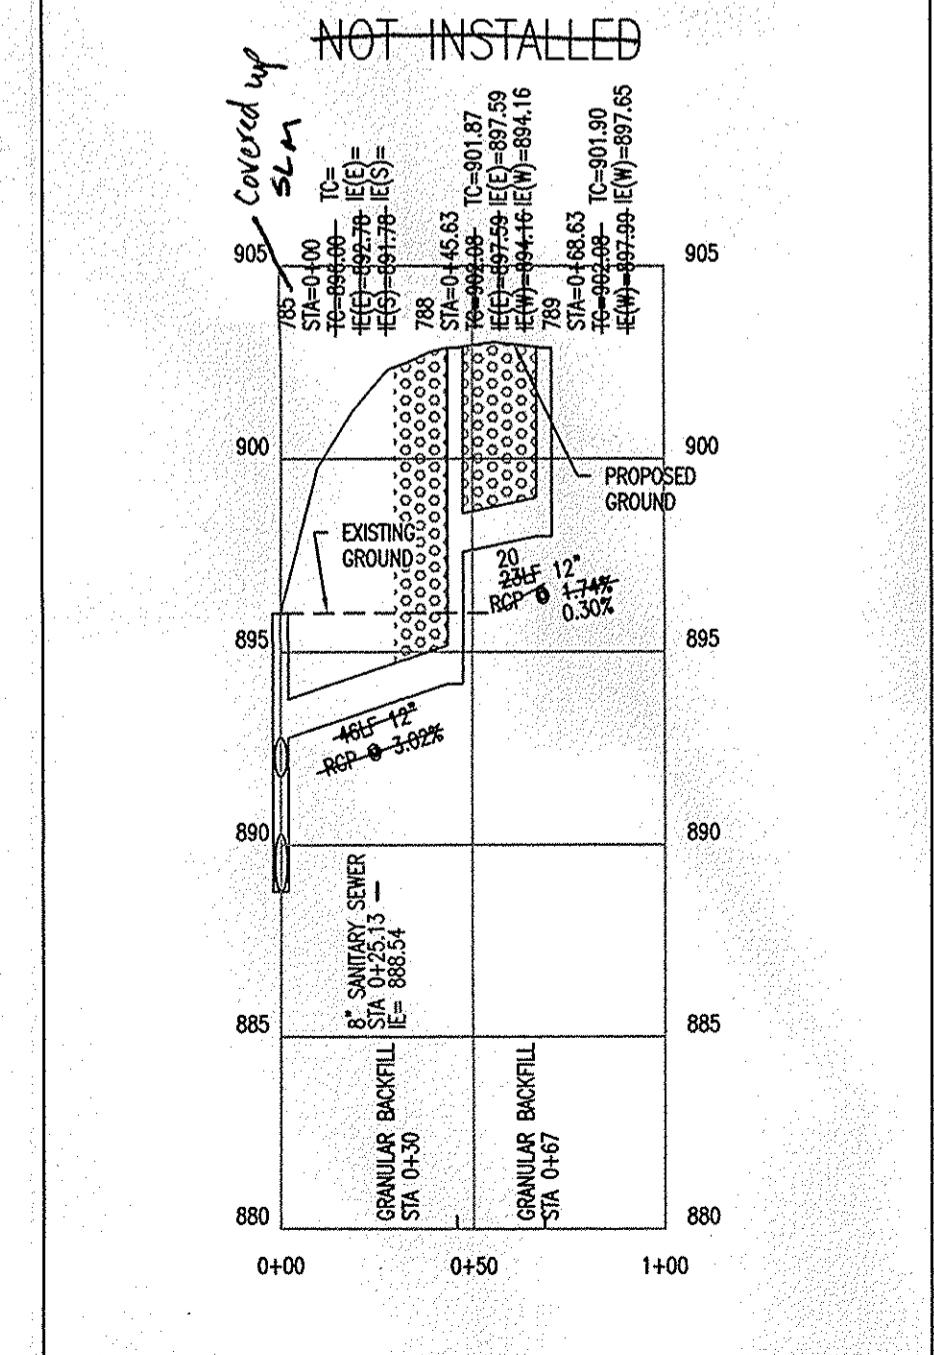 NOT INSTALLED
Covered up
SLM
785
STA=0+00
TC=896.00 TC=
IE(E)=892.78 IE(E)=
IE(S)=891.78 IE(S)=
788
STA=0+45.63
TC=902.08 TC=901.87
IE(E)=897.59 IE(E)=897.59
IE(W)=894.16 IE(W)=894.16
789
STA=0+68.63
TC=902.08 TC=901.90
IE(W)=897.99 IE(W)=897.65
905 905
900 900
PROPOSED
GROUND
EXISTING
GROUND
20
23LF 12"
RCP @ 1.74%
0.30%
895 895
46LF 12"
RCP @ 3.02%
890 890
8" SANITARY SEWER
STA 0+25.13
IE= 888.54
885 885
GRANULAR BACKFILL
STA 0+30
GRANULAR BACKFILL
STA 0+67
880 880
0+00 0+50 1+00